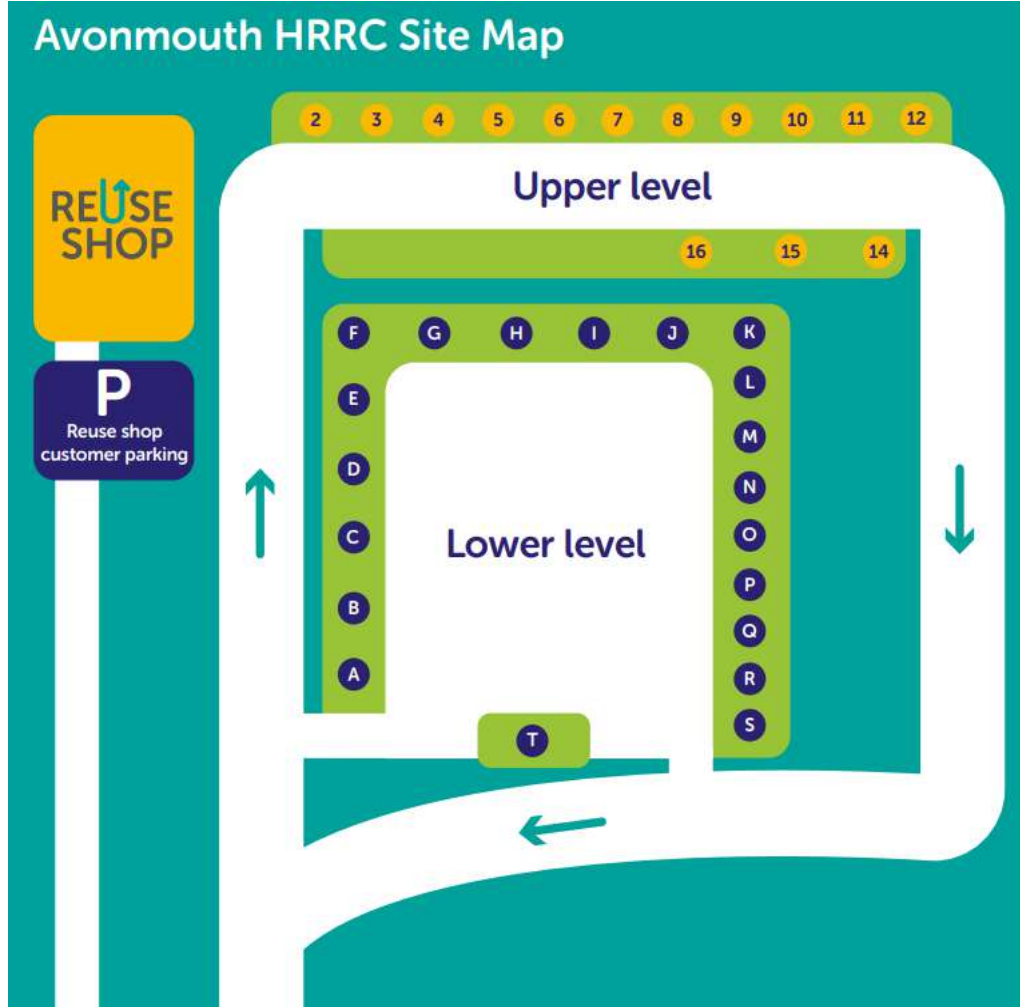 Avonmouth HRRC Site Map
2 3 4 5 6 7 8 9 10 11 12
REUSE
SHOP
Upper level
16 15 14
F G H I J K
P
Reuse shop
customer parking
L
E
M
D
N
C
Lower level
O
P
B
Q
A
R
S
T